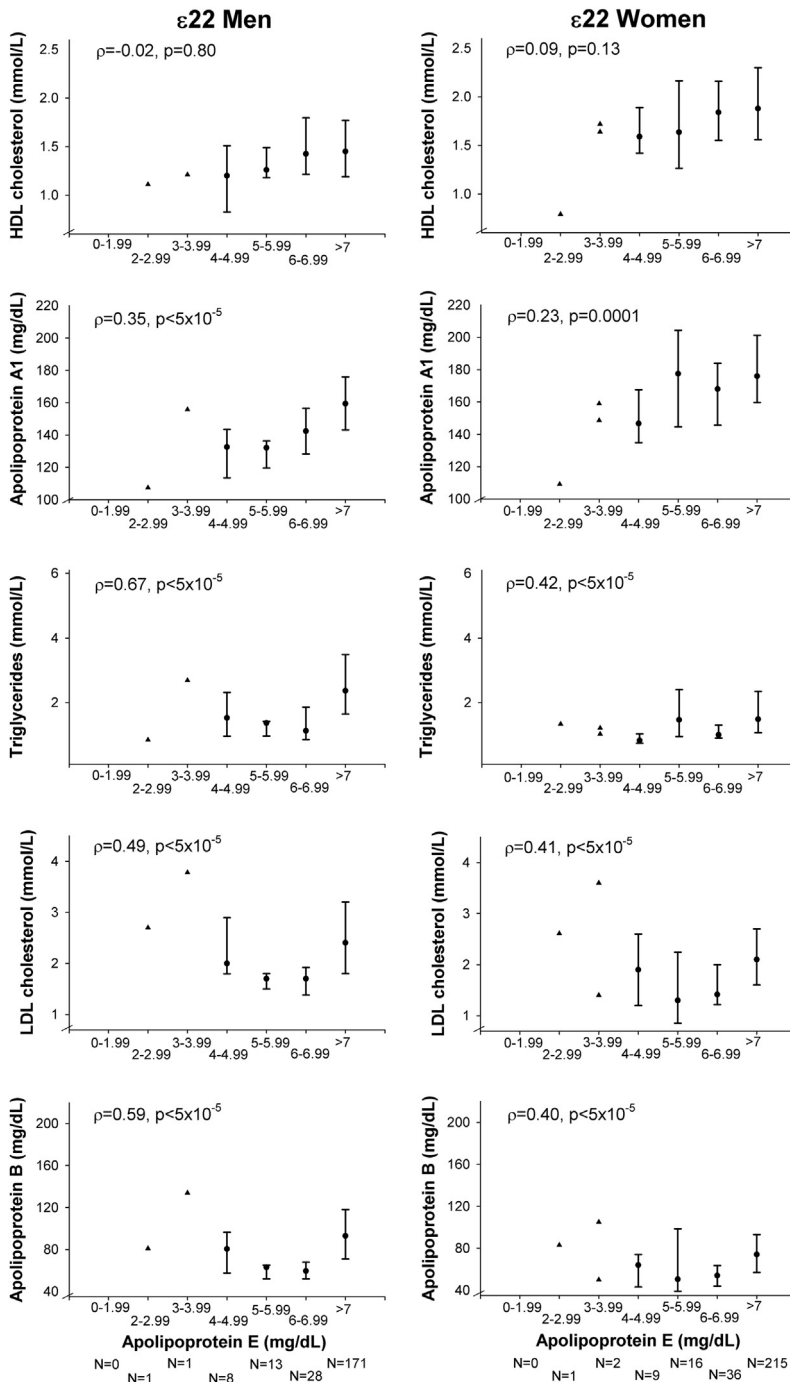 ε22 Men
ε22 Women
HDL cholesterol (mmol/L)
2.5
2.0
1.5
1.0
ρ=-0.02, p=0.80
0-1.99 3-3.99 5-5.99 >7
2-2.99 4-4.99 6-6.99
HDL cholesterol (mmol/L)
2.5
2.0
1.5
1.0
ρ=0.09, p=0.13
0-1.99 3-3.99 5-5.99 >7
2-2.99 4-4.99 6-6.99
Apolipoprotein A1 (mg/dL)
220
200
180
160
140
120
100
ρ=0.35, p<5x10⁻⁵
0-1.99 3-3.99 5-5.99 >7
2-2.99 4-4.99 6-6.99
Apolipoprotein A1 (mg/dL)
220
200
180
160
140
120
100
ρ=0.23, p=0.0001
0-1.99 3-3.99 5-5.99 >7
2-2.99 4-4.99 6-6.99
Triglycerides (mmol/L)
6
4
2
ρ=0.67, p<5x10⁻⁵
0-1.99 3-3.99 5-5.99 >7
2-2.99 4-4.99 6-6.99
Triglycerides (mmol/L)
6
4
2
ρ=0.42, p<5x10⁻⁵
0-1.99 3-3.99 5-5.99 >7
2-2.99 4-4.99 6-6.99
LDL cholesterol (mmol/L)
4
3
2
1
ρ=0.49, p<5x10⁻⁵
0-1.99 3-3.99 5-5.99 >7
2-2.99 4-4.99 6-6.99
LDL cholesterol (mmol/L)
4
3
2
1
ρ=0.41, p<5x10⁻⁵
0-1.99 3-3.99 5-5.99 >7
2-2.99 4-4.99 6-6.99
Apolipoprotein B (mg/dL)
200
160
120
80
40
ρ=0.59, p<5x10⁻⁵
0-1.99 3-3.99 5-5.99 >7
2-2.99 4-4.99 6-6.99
Apolipoprotein E (mg/dL)
N=0 N=1 N=13 N=171
N=1 N=8 N=28
Apolipoprotein B (mg/dL)
200
160
120
80
40
ρ=0.40, p<5x10⁻⁵
0-1.99 3-3.99 5-5.99 >7
2-2.99 4-4.99 6-6.99
Apolipoprotein E (mg/dL)
N=0 N=2 N=16 N=215
N=1 N=9 N=36